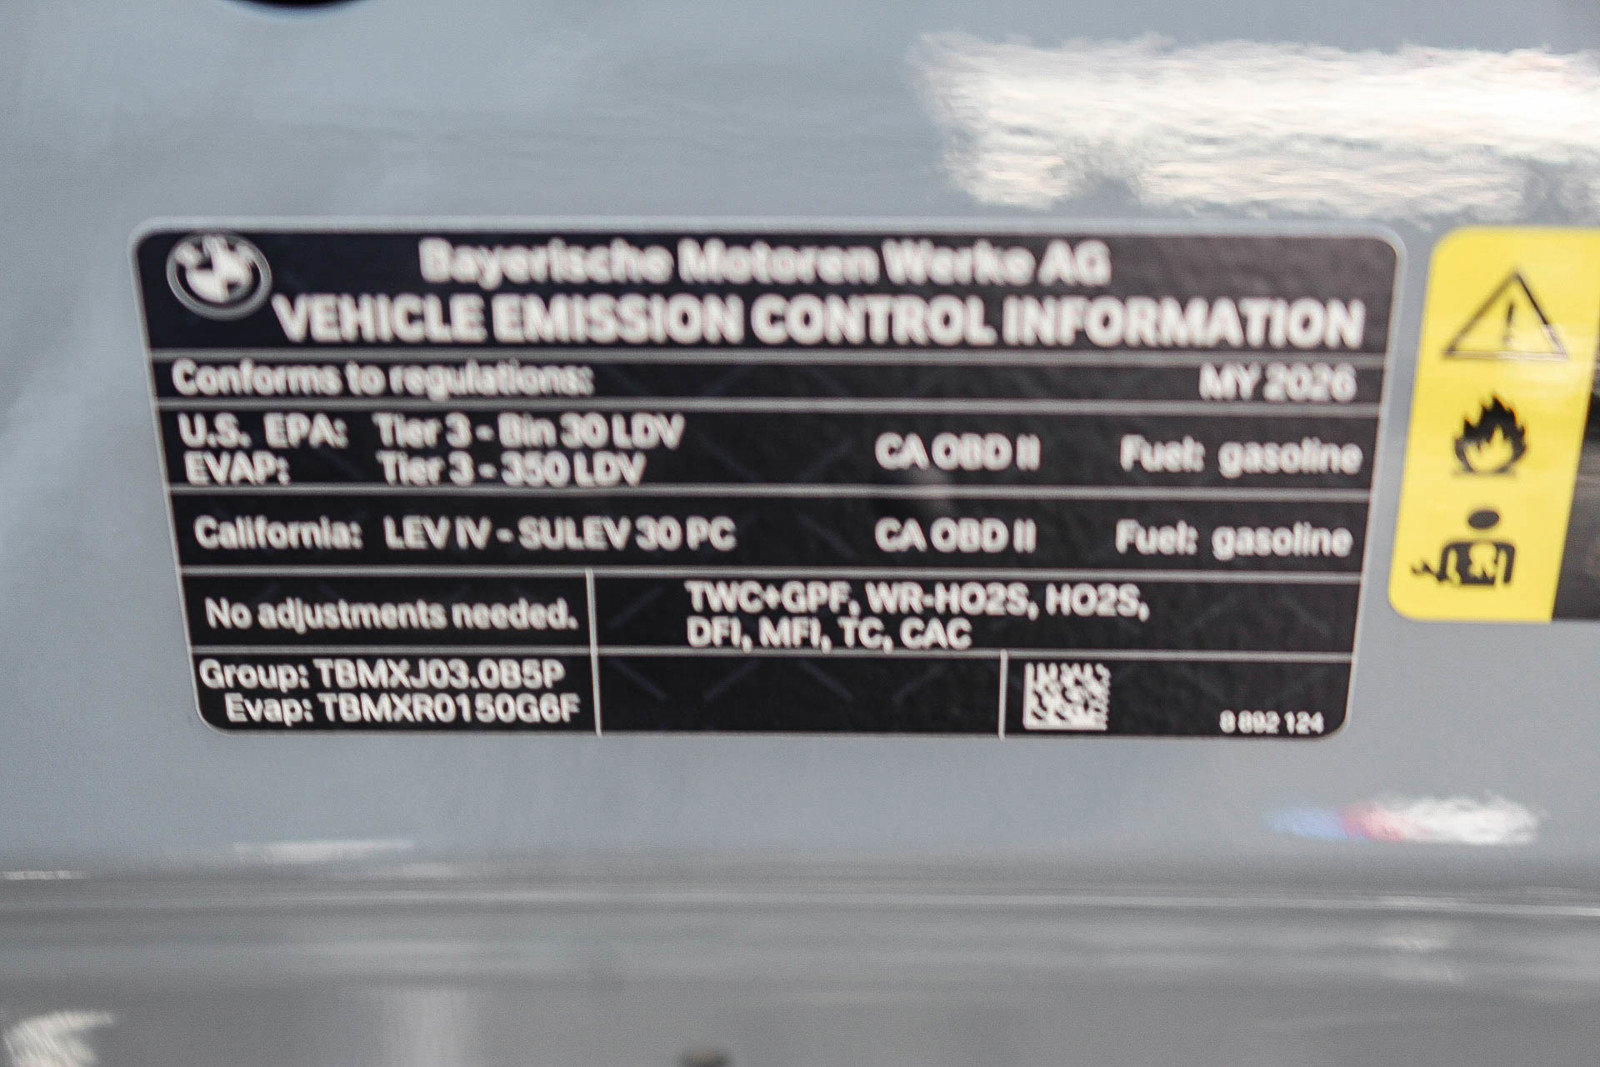 Bayerische Motoren Werke AG
VEHICLE EMISSION CONTROL INFORMATION
Conforms to regulations: MY 2026
U.S. EPA: Tier 3 - Bin 30 LDV
EVAP: Tier 3 - 350 LDV CA OBD II Fuel: gasoline
California: LEV IV - SULEV 30 PC CA OBD II Fuel: gasoline
No adjustments needed.
TWC+GPF, WR-HO2S, HO2S,
DFI, MFI, TC, CAC
Group: TBMXJ03.0B5P
Evap: TBMXR0150G6F
8 892 124